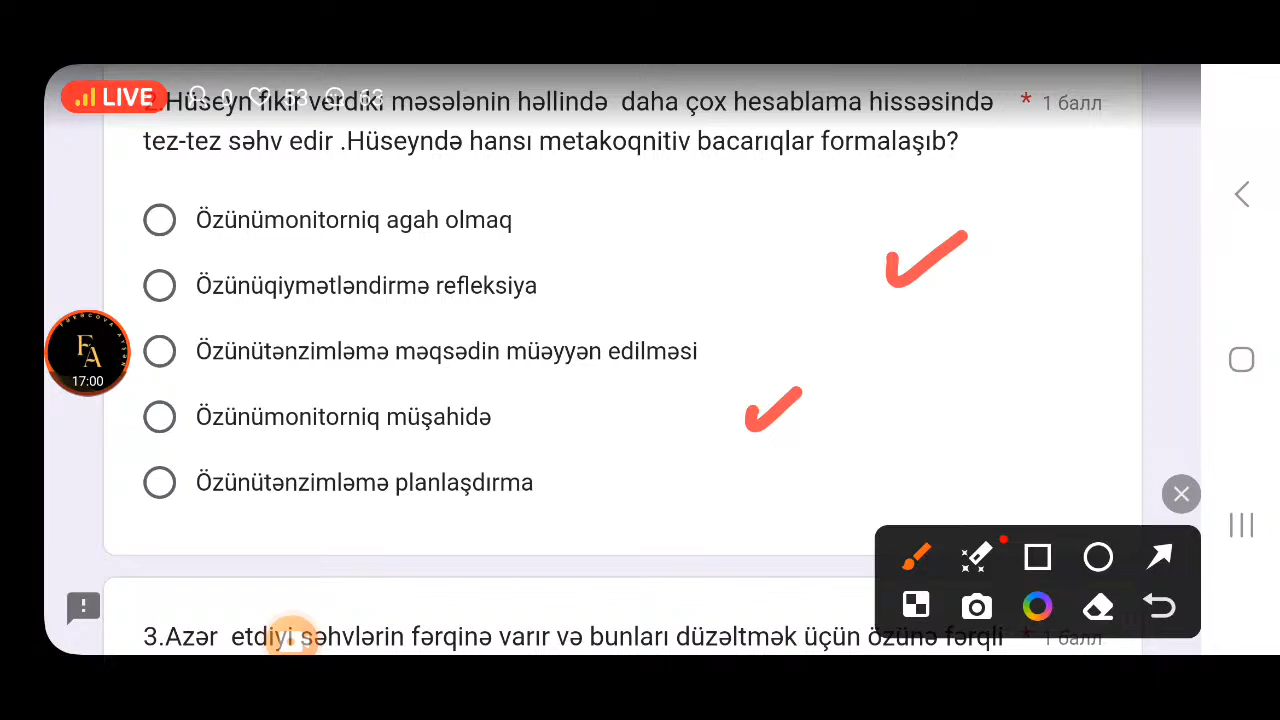 LIVE
2.Hüseyn fikir verdiki məsələnin həllində daha çox hesablama hissəsində * 1 балл
tez-tez səhv edir .Hüseyndə hansı metakoqnitiv bacarıqlar formalaşıb?
Özünümonitorniq agah olmaq
Özünüqiymətləndirmə refleksiya
Özünütənzimləmə məqsədin müəyyən edilməsi
FA
17:00
Özünümonitorniq müşahidə
Özünütənzimləmə planlaşdırma
3.Azər etdiyi səhvlərin fərqinə varır və bunları düzəltmək üçün özünə fərqli * 1 балл